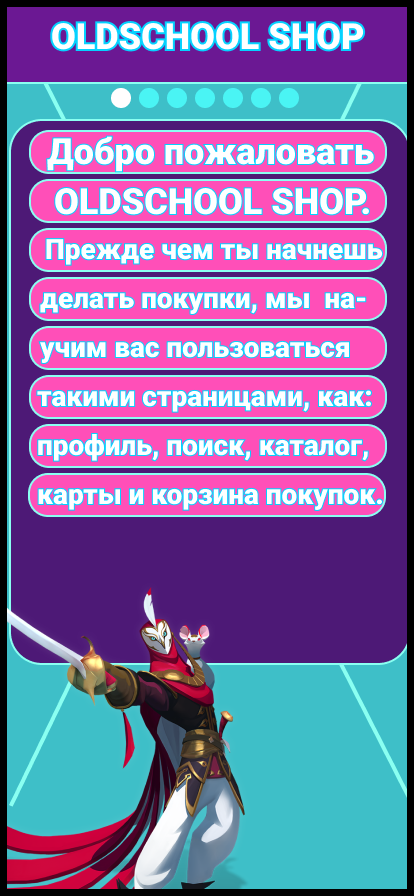 OLDSCHOOL SHOP
Добро пожаловать
OLDSCHOOL SHOP.
Прежде чем ты начнешь
делать покупки, мы на-
учим вас пользоваться
такими страницами, как:
профиль, поиск, каталог,
карты и корзина покупок.